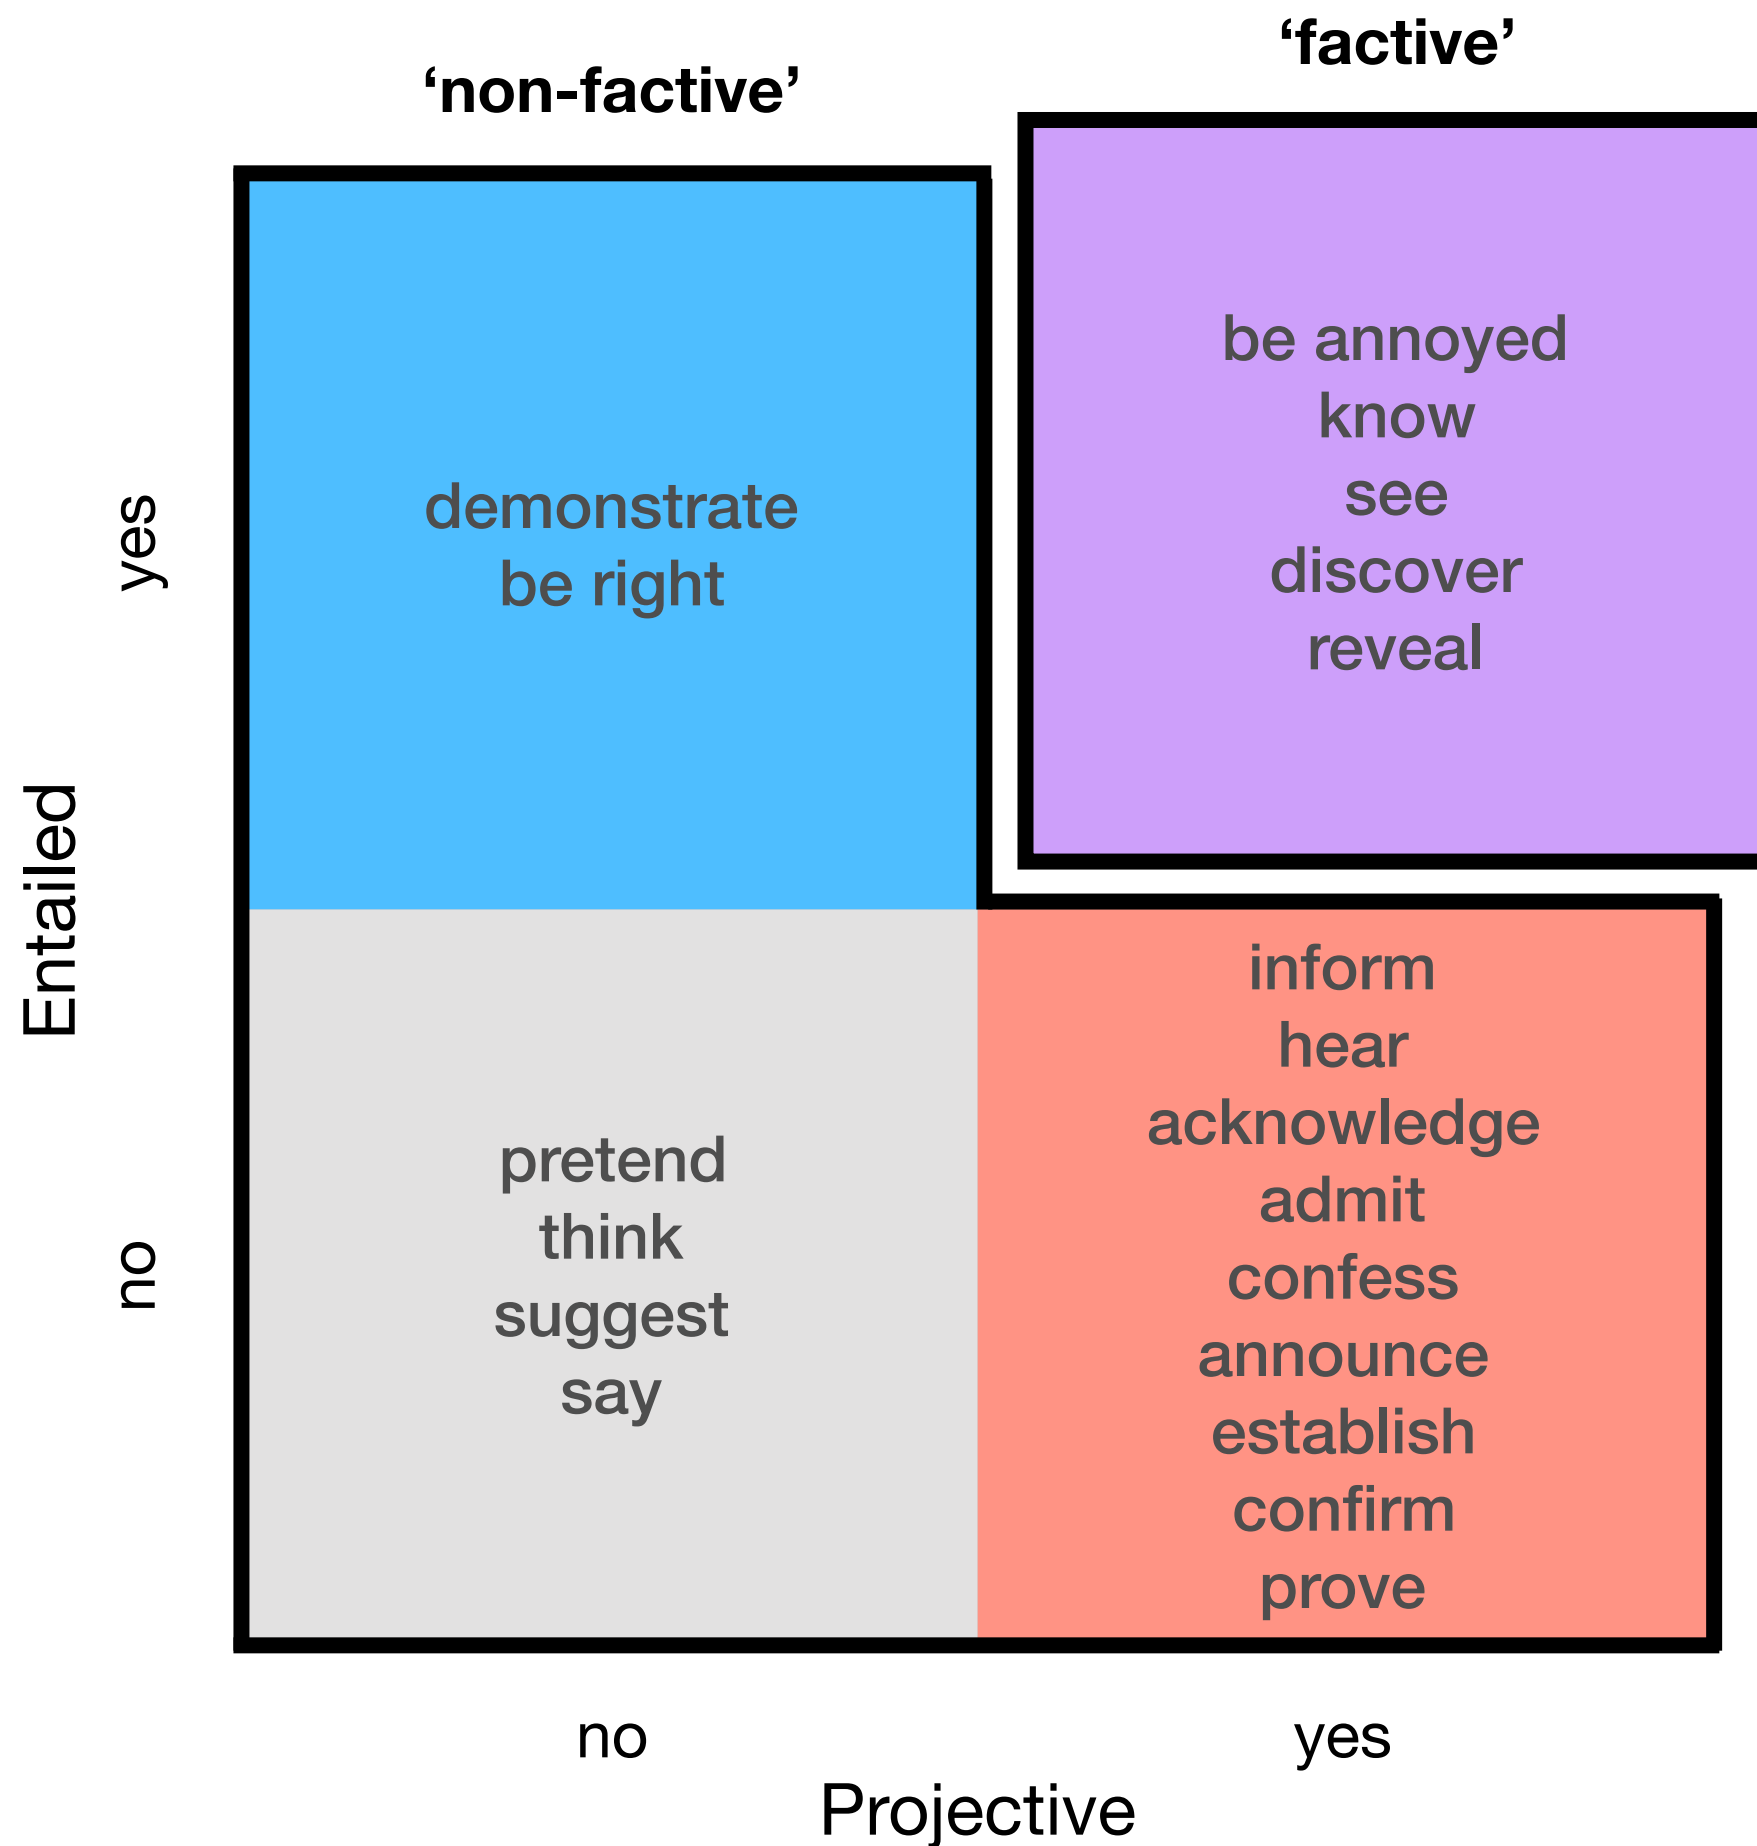 ‘factive’
‘non-factive’
be annoyed
know
see
discover
reveal
demonstrate
be right
yes
Entailed
no
inform
hear
acknowledge
admit
confess
announce
establish
confirm
prove
pretend
think
suggest
say
no
yes
Projective